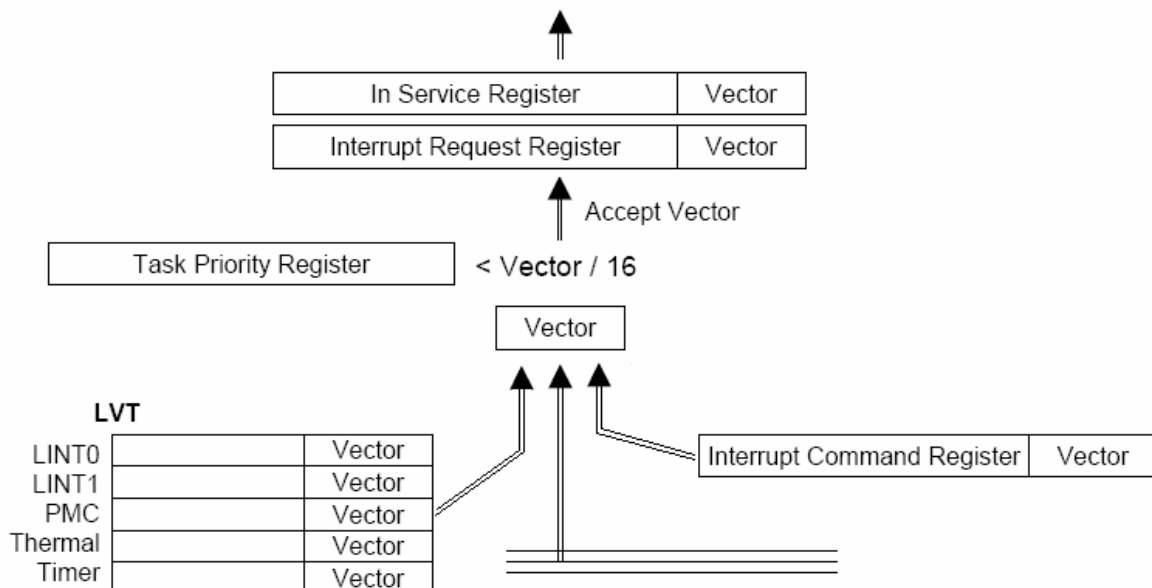 In Service Register Vector
Interrupt Request Register Vector
Accept Vector
Task Priority Register < Vector / 16
Vector
LVT
LINT0 Vector
LINT1 Vector
PMC Vector
Thermal Vector
Timer Vector
Interrupt Command Register Vector